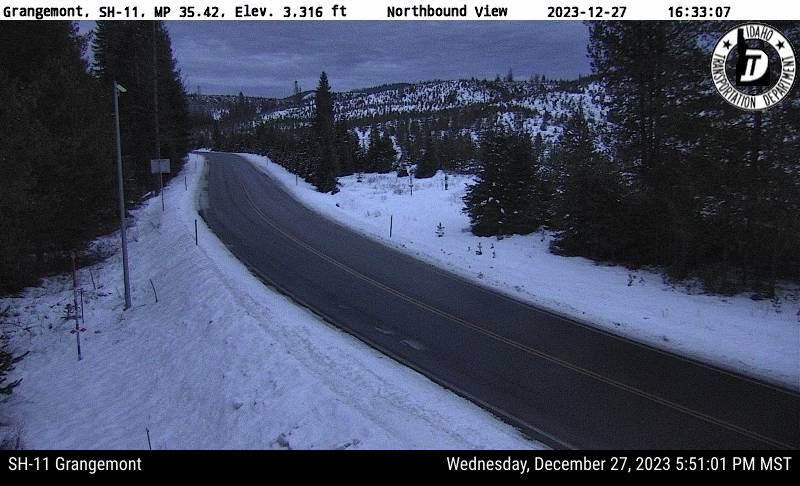 Grangemont, SH-11, MP 35.42, Elev. 3,316 ft Northbound View 2023-12-27 16:33:07
IDAHO
TRANSPORTATION DEPARTMENT
SH-11 Grangemont Wednesday, December 27, 2023 5:51:01 PM MST